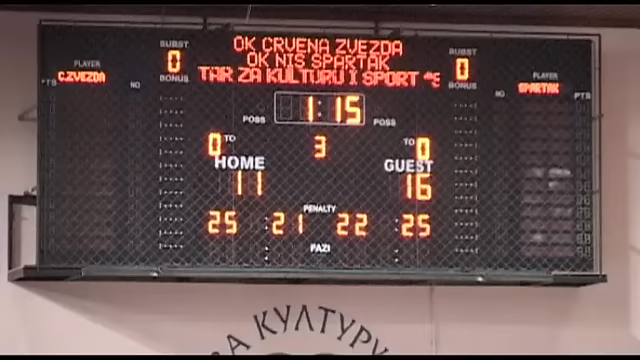 OK CRVENA ZVEZDA
OK NIS SPARTAK
TAR ZA KULTURU I SPORT
SUBST 0 BONUS
SUBST 0 BONUS
PLAYER
C.ZVEZDA
PTS NO
PLAYER
SPARTAK
NO PTS
POSS 1:15 POSS
0 TO 3 TO 0
HOME GUEST
11 16
PENALTY
25 :21 22 :25
FAZI
ЗА КУЛТУРУ